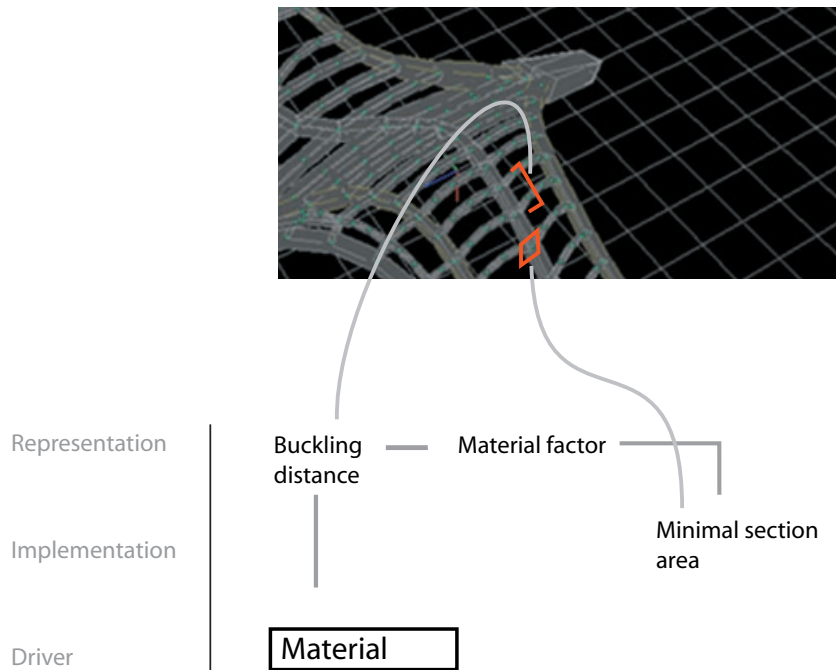 Representation
Buckling
distance
Material factor
Implementation
Minimal section
area
Driver
Material